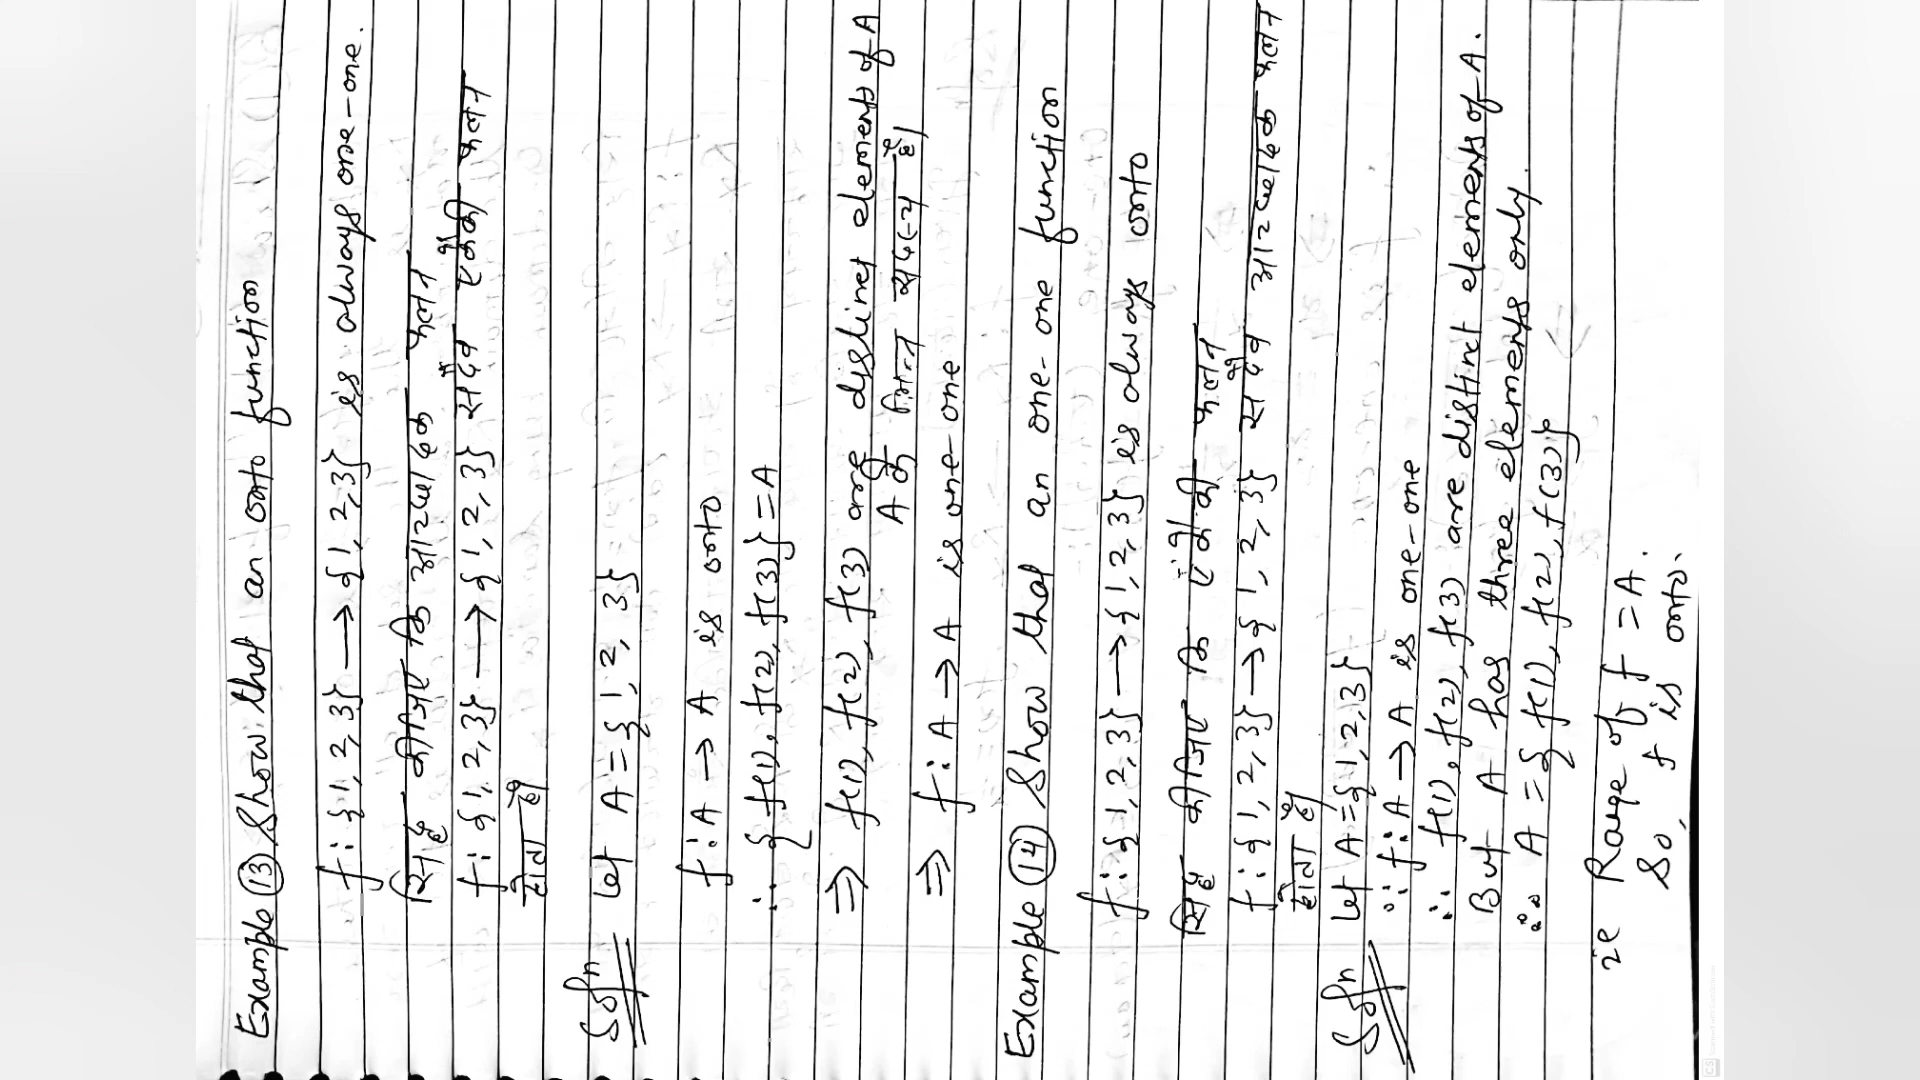 Example 13 Show that an onto function
f: {1,2,3} → {1,2,3} is always one-one.
सिद्ध कीजिए कि आच्छादक फलन
f: {1,2,3} → {1,2,3} सदैव एकैकी फलन
होता है
Solⁿ Let A = {1, 2, 3}
f: A → A is onto
∴ {f(1), f(2), f(3)} = A
⇒ f(1), f(2), f(3) are distinct elements of A
A के भिन्न सदस्य है।
⇒ f: A → A is one-one
Example 14 Show that an one-one function
f: {1,2,3} → {1,2,3} is always onto
सिद्ध कीजिए कि एकैकी फलन
f: {1,2,3} → {1,2,3} सदैव आच्छादक फलन
होता है
Solⁿ Let A = {1,2,3}
∵ f: A → A is one-one
∴ f(1), f(2), f(3) are distinct elements of A.
But A has three elements only.
∴ A = {f(1), f(2), f(3)}
ie Range of f = A.
So, f is onto.